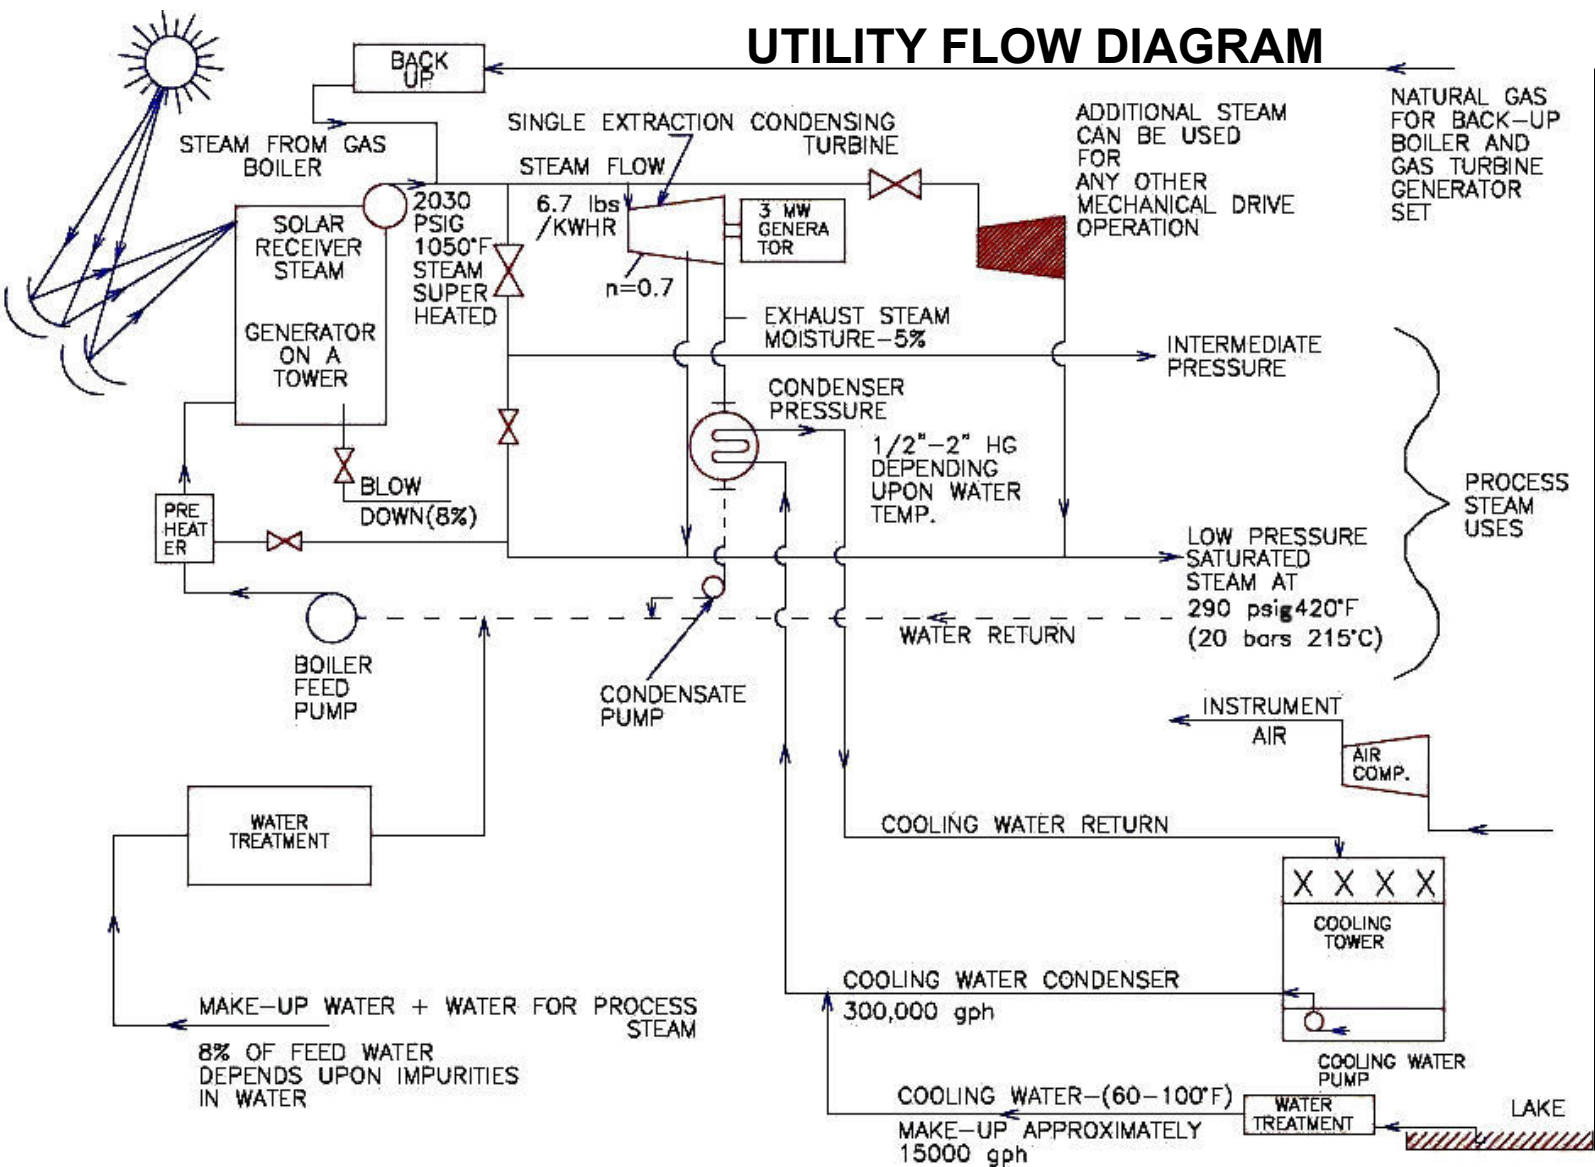 UTILITY FLOW DIAGRAM
BACK
UP
NATURAL GAS
FOR BACK-UP
BOILER AND
GAS TURBINE
GENERATOR
SET
STEAM FROM GAS
BOILER
SINGLE EXTRACTION CONDENSING
TURBINE
ADDITIONAL STEAM
CAN BE USED
FOR
ANY OTHER
MECHANICAL DRIVE
OPERATION
STEAM FLOW
6.7 lbs
/KWHR
3 MW
GENERA
TOR
n=0.7
SOLAR
RECEIVER
STEAM
GENERATOR
ON A
TOWER
2030
PSIG
1050°F
STEAM
SUPER
HEATED
EXHAUST STEAM
MOISTURE-5%
INTERMEDIATE
PRESSURE
CONDENSER
PRESSURE
1/2"-2" HG
DEPENDING
UPON WATER
TEMP.
PROCESS
STEAM
USES
BLOW
DOWN(8%)
PRE
HEAT
ER
LOW PRESSURE
SATURATED
STEAM AT
290 psig420°F
(20 bars 215°C)
WATER RETURN
BOILER
FEED
PUMP
CONDENSATE
PUMP
INSTRUMENT
AIR
AIR
COMP.
WATER
TREATMENT
COOLING WATER RETURN
X X X X
COOLING
TOWER
COOLING WATER CONDENSER
300,000 gph
MAKE-UP WATER + WATER FOR PROCESS
STEAM
8% OF FEED WATER
DEPENDS UPON IMPURITIES
IN WATER
COOLING WATER
PUMP
COOLING WATER-(60-100°F)
MAKE-UP APPROXIMATELY
15000 gph
WATER
TREATMENT
LAKE